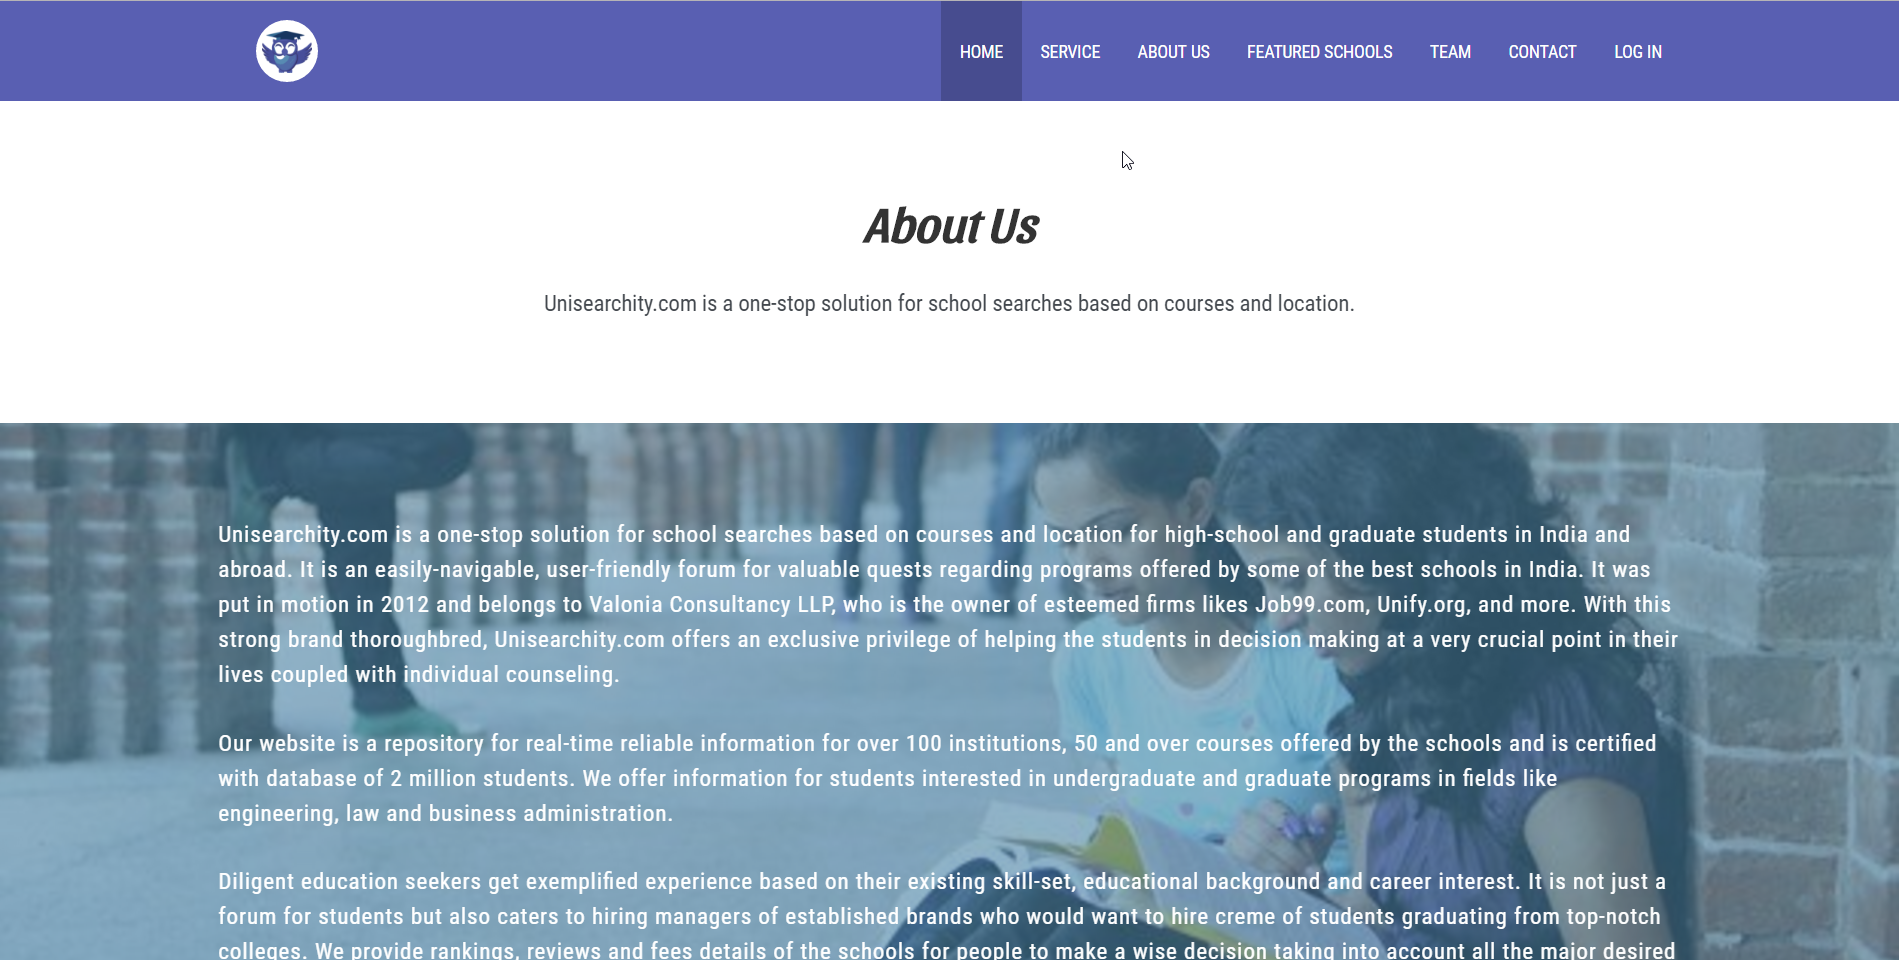 HOME SERVICE ABOUT US FEATURED SCHOOLS TEAM CONTACT LOG IN
About Us
Unisearchity.com is a one-stop solution for school searches based on courses and location.
Unisearchity.com is a one-stop solution for school searches based on courses and location for high-school and graduate students in India and
abroad. It is an easily-navigable, user-friendly forum for valuable quests regarding programs offered by some of the best schools in India. It was
put in motion in 2012 and belongs to Valonia Consultancy LLP, who is the owner of esteemed firms likes Job99.com, Unify.org, and more. With this
strong brand thoroughbred, Unisearchity.com offers an exclusive privilege of helping the students in decision making at a very crucial point in their
lives coupled with individual counseling.
Our website is a repository for real-time reliable information for over 100 institutions, 50 and over courses offered by the schools and is certified
with database of 2 million students. We offer information for students interested in undergraduate and graduate programs in fields like
engineering, law and business administration.
Diligent education seekers get exemplified experience based on their existing skill-set, educational background and career interest. It is not just a
forum for students but also caters to hiring managers of established brands who would want to hire creme of students graduating from top-notch
colleges. We provide rankings, reviews and fees details of the schools for people to make a wise decision taking into account all the major desired